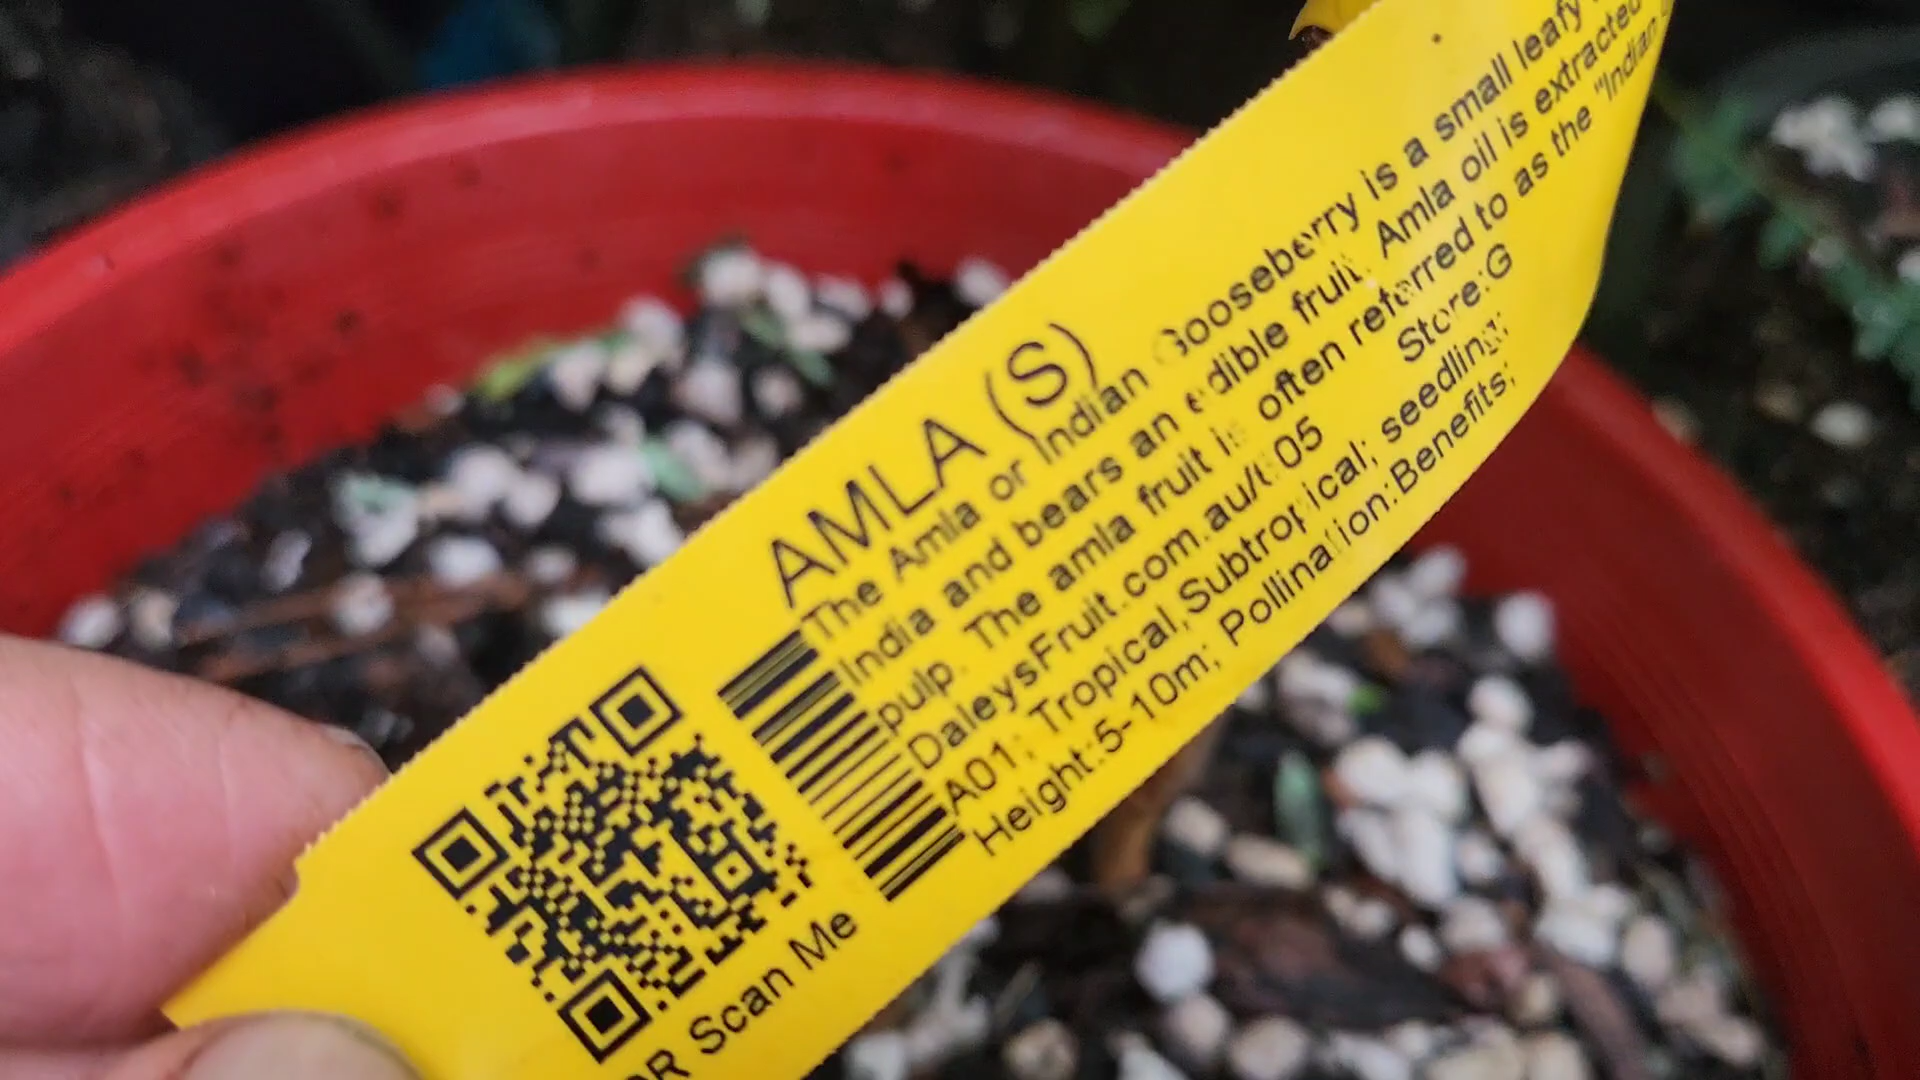 AMLA (S)
The Amla or Indian Gooseberry is a small leafy
India and bears an edible fruit. Amla oil is extracted
pulp. The amla fruit is often referred to as the "Indian
DaleysFruit.com.au/t 05 Store:G
A01; Tropical,Subtropical; seedling;
Height:5-10m; Pollination:Benefits;
Scan Me